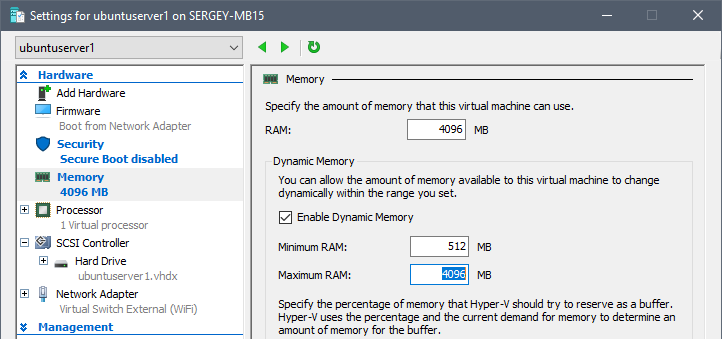 Settings for ubuntuserver1 on SERGEY-MB15
ubuntuserver1
Hardware
Add Hardware
Firmware
Boot from Network Adapter
Security
Secure Boot disabled
Memory
4096 MB
Processor
1 Virtual processor
SCSI Controller
Hard Drive
ubuntuserver1.vhdx
Network Adapter
Virtual Switch External (WiFi)
Management
Memory
Specify the amount of memory that this virtual machine can use.
RAM: 4096 MB
Dynamic Memory
You can allow the amount of memory available to this virtual machine to change
dynamically within the range you set.
Enable Dynamic Memory
Minimum RAM: 512 MB
Maximum RAM: 4096 MB
Specify the percentage of memory that Hyper-V should try to reserve as a buffer.
Hyper-V uses the percentage and the current demand for memory to determine an
amount of memory for the buffer.